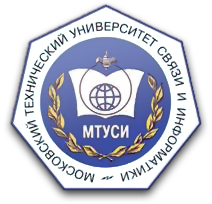 МОСКОВСКИЙ ТЕХНИЧЕСКИЙ УНИВЕРСИТЕТ СВЯЗИ И ИНФОРМАТИКИ
МТУСИ